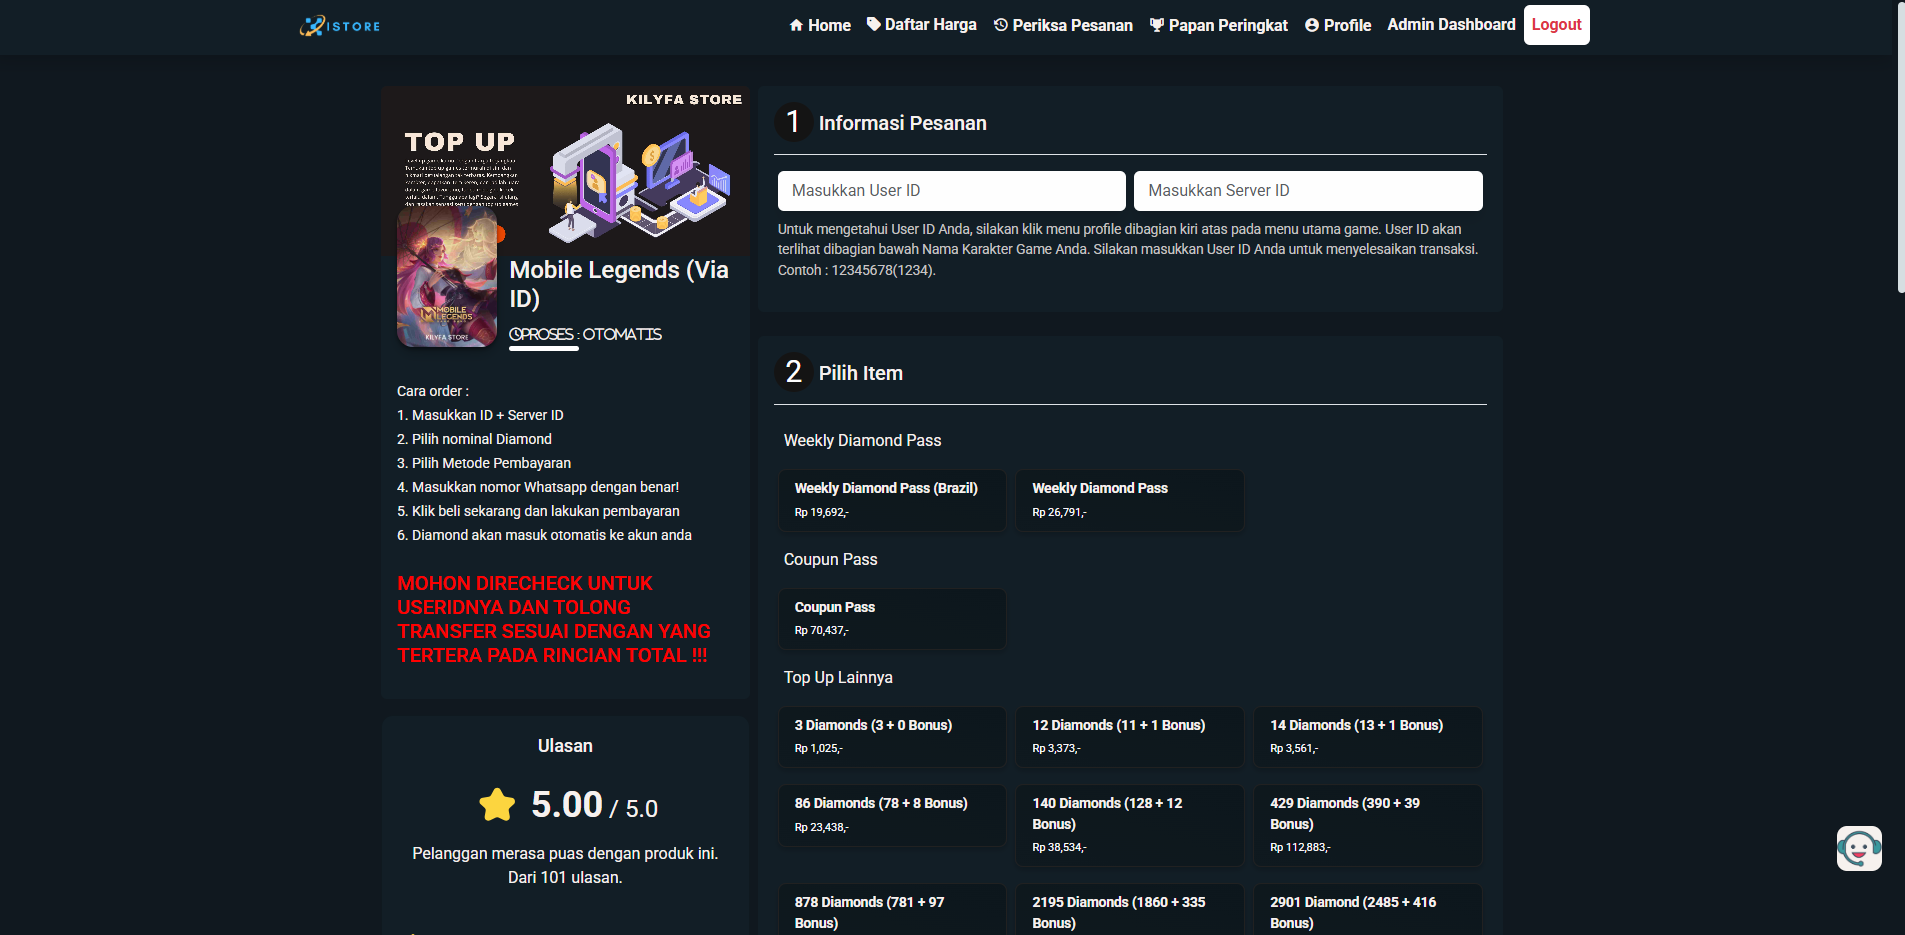 ISTORE
Home
Daftar Harga
Periksa Pesanan
Papan Peringkat
Profile
Admin Dashboard
Logout
KILYFA STORE
TOP UP
MOBILE
LEGENDS
KILYFA STORE
Mobile Legends (Via
ID)
PROSES : OTOMATIS
Cara order :
1. Masukkan ID + Server ID
2. Pilih nominal Diamond
3. Pilih Metode Pembayaran
4. Masukkan nomor Whatsapp dengan benar!
5. Klik beli sekarang dan lakukan pembayaran
6. Diamond akan masuk otomatis ke akun anda
MOHON DIRECHECK UNTUK
USERIDNYA DAN TOLONG
TRANSFER SESUAI DENGAN YANG
TERTERA PADA RINCIAN TOTAL !!!
Ulasan
5.00 / 5.0
Pelanggan merasa puas dengan produk ini.
Dari 101 ulasan.
1 Informasi Pesanan
Masukkan User ID
Masukkan Server ID
Untuk mengetahui User ID Anda, silakan klik menu profile dibagian kiri atas pada menu utama game. User ID akan
terlihat dibagian bawah Nama Karakter Game Anda. Silakan masukkan User ID Anda untuk menyelesaikan transaksi.
Contoh : 12345678(1234).
2 Pilih Item
Weekly Diamond Pass
Weekly Diamond Pass (Brazil)
Rp 19,692,-
Weekly Diamond Pass
Rp 26,791,-
Coupun Pass
Coupun Pass
Rp 70,437,-
Top Up Lainnya
3 Diamonds (3 + 0 Bonus)
Rp 1,025,-
12 Diamonds (11 + 1 Bonus)
Rp 3,373,-
14 Diamonds (13 + 1 Bonus)
Rp 3,561,-
86 Diamonds (78 + 8 Bonus)
Rp 23,438,-
140 Diamonds (128 + 12
Bonus)
Rp 38,534,-
429 Diamonds (390 + 39
Bonus)
Rp 112,883,-
878 Diamonds (781 + 97
Bonus)
2195 Diamonds (1860 + 335
Bonus)
2901 Diamond (2485 + 416
Bonus)